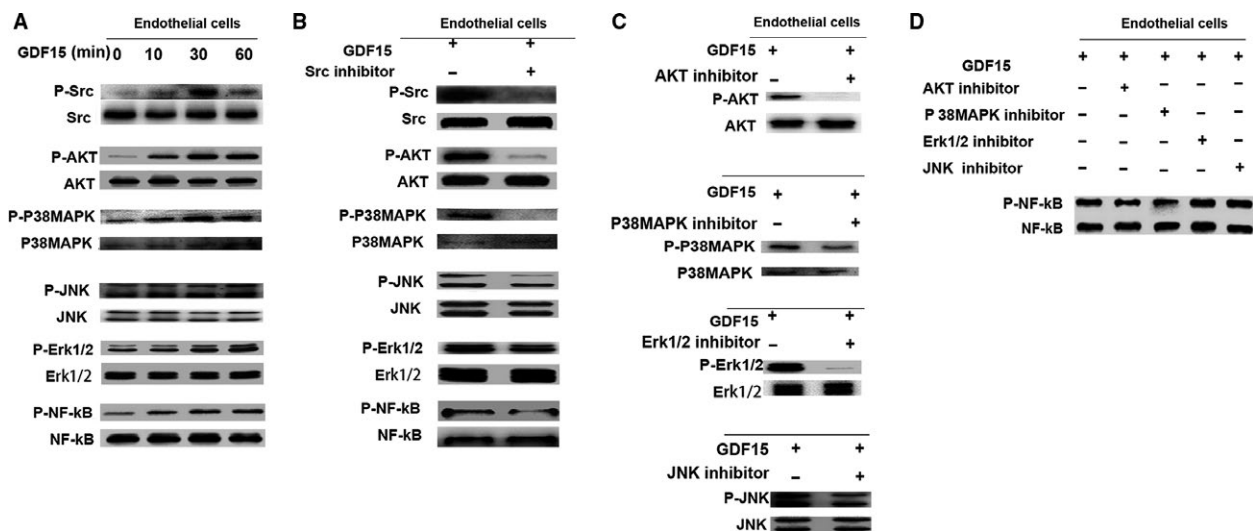 A
Endothelial cells
GDF15 (min) 0 10 30 60
P-Src
Src
P-AKT
AKT
P-P38MAPK
P38MAPK
P-JNK
JNK
P-Erk1/2
Erk1/2
P-NF-kB
NF-kB
B
Endothelial cells
GDF15 + +
Src inhibitor – +
P-Src
Src
P-AKT
AKT
P-P38MAPK
P38MAPK
P-JNK
JNK
P-Erk1/2
Erk1/2
P-NF-kB
NF-kB
C
Endothelial cells
GDF15 + +
AKT inhibitor – +
P-AKT
AKT
GDF15 + +
P38MAPK inhibitor – +
P-P38MAPK
P38MAPK
GDF15 + +
Erk1/2 inhibitor – +
P-Erk1/2
Erk1/2
GDF15 + +
JNK inhibitor – +
P-JNK
JNK
D
Endothelial cells
GDF15 + + + + +
AKT inhibitor – + – – –
P 38MAPK inhibitor – – + – –
Erk1/2 inhibitor – – – + –
JNK inhibitor – – – – +
P-NF-kB
NF-kB